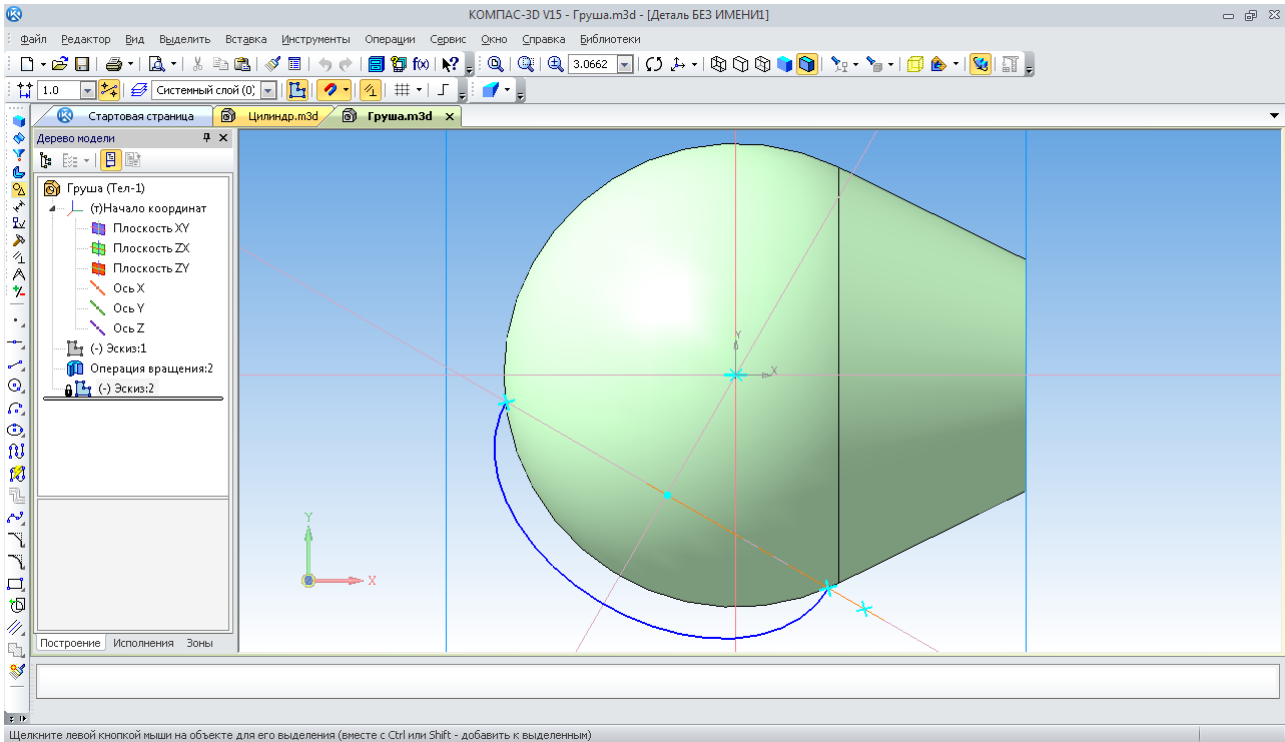 КОМПАС-3D V15 - Груша.m3d - [Деталь БЕЗ ИМЕНИ1]
Файл Редактор Вид Выделить Вставка Инструменты Операции Сервис Окно Справка Библиотеки
f(x) 3.0662
1.0 Системный слой (0;
Стартовая страница Цилиндр.m3d Груша.m3d
Дерево модели
Груша (Тел-1)
(т)Начало координат
Плоскость XY
Плоскость ZX
Плоскость ZY
Ось X
Ось Y
Ось Z
(-) Эскиз:1
Операция вращения:2
(-) Эскиз:2
Y
X
Y
X
Построение Исполнения Зоны
Щелкните левой кнопкой мыши на объекте для его выделения (вместе с Ctrl или Shift - добавить к выделенным)